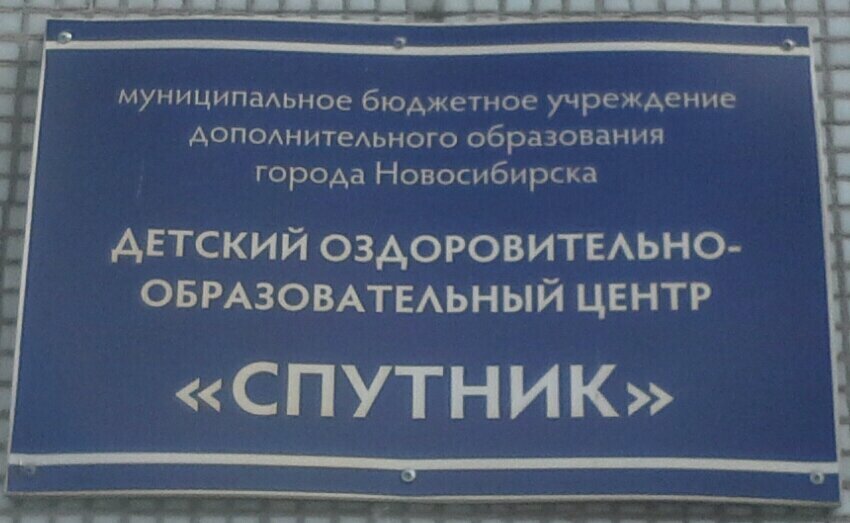 муниципальное бюджетное учреждение
дополнительного образования
города Новосибирска
ДЕТСКИЙ ОЗДОРОВИТЕЛЬНО-
ОБРАЗОВАТЕЛЬНЫЙ ЦЕНТР
«СПУТНИК»